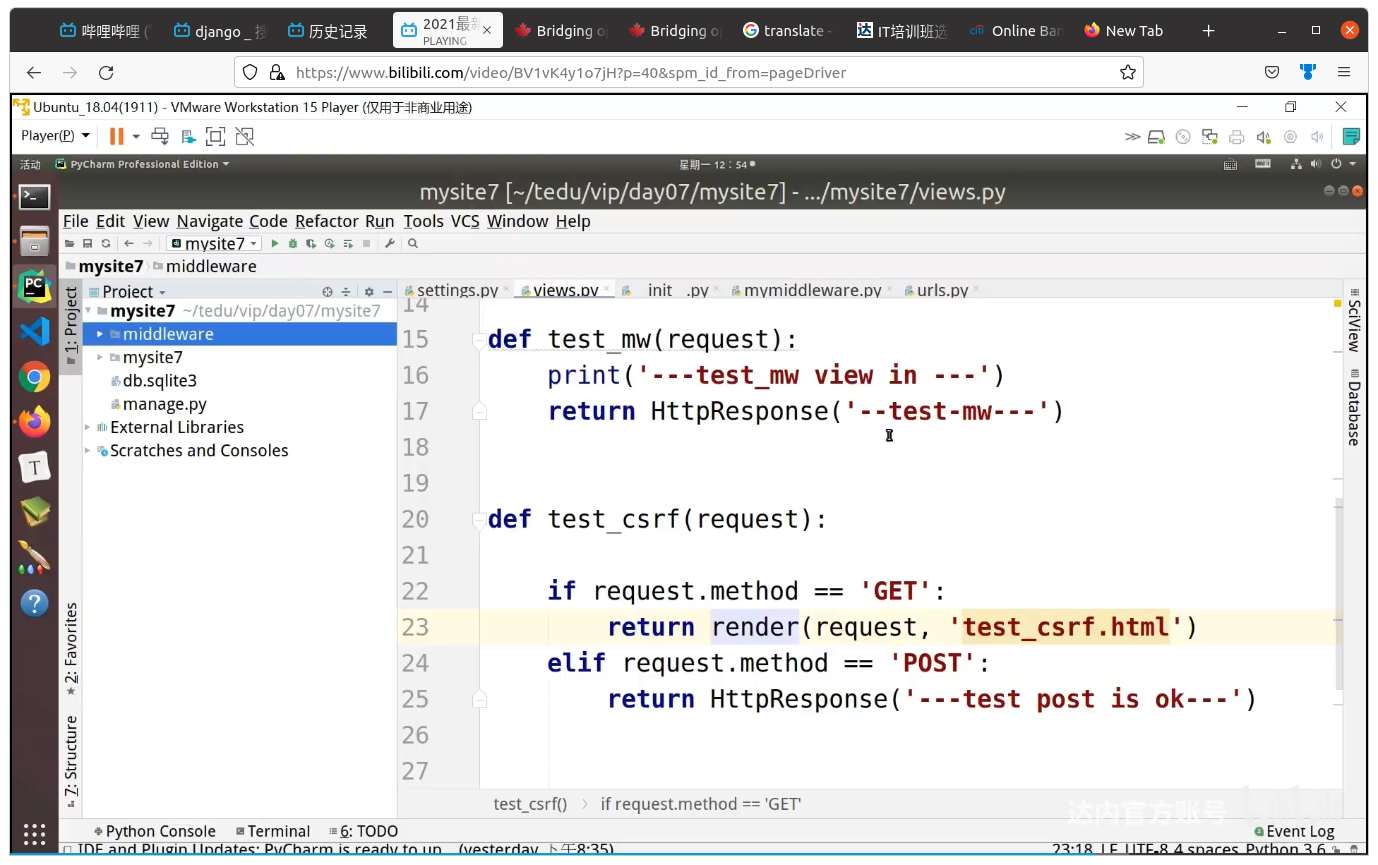 哔哩哔哩 (
django _ 搜
历史记录
2021最新
PLAYING
Bridging o
Bridging o
translate -
达 IT培训班选
citi Online Ban
New Tab
https://www.bilibili.com/video/BV1vK4y1o7jH?p=40&spm_id_from=pageDriver
Ubuntu_18.04(1911) - VMware Workstation 15 Player (仅用于非商业用途)
Player(P)
活动 PyCharm Professional Edition
星期一 12：54
mysite7 [~/tedu/vip/day07/mysite7] - .../mysite7/views.py
File Edit View Navigate Code Refactor Run Tools VCS Window Help
mysite7
mysite7 middleware
1: Project
Project
settings.py views.py __init__.py mymiddleware.py urls.py
mysite7 ~/tedu/vip/day07/mysite7
middleware
mysite7
db.sqlite3
manage.py
External Libraries
Scratches and Consoles
14
15 def test_mw(request):
16 print('---test_mw view in ---')
17 return HttpResponse('--test-mw---')
18
19
20 def test_csrf(request):
21
22 if request.method == 'GET':
23 return render(request, 'test_csrf.html')
24 elif request.method == 'POST':
25 return HttpResponse('---test post is ok---')
26
27
SciView
Database
2: Favorites
7: Structure
test_csrf() if request.method == 'GET'
达内官方账号
Python Console Terminal 6: TODO Event Log
IDE and Plugin Updates: PyCharm is ready to up... (yesterday 下午8:35)
23:18 LF UTF-8 4 spaces Python 3.6